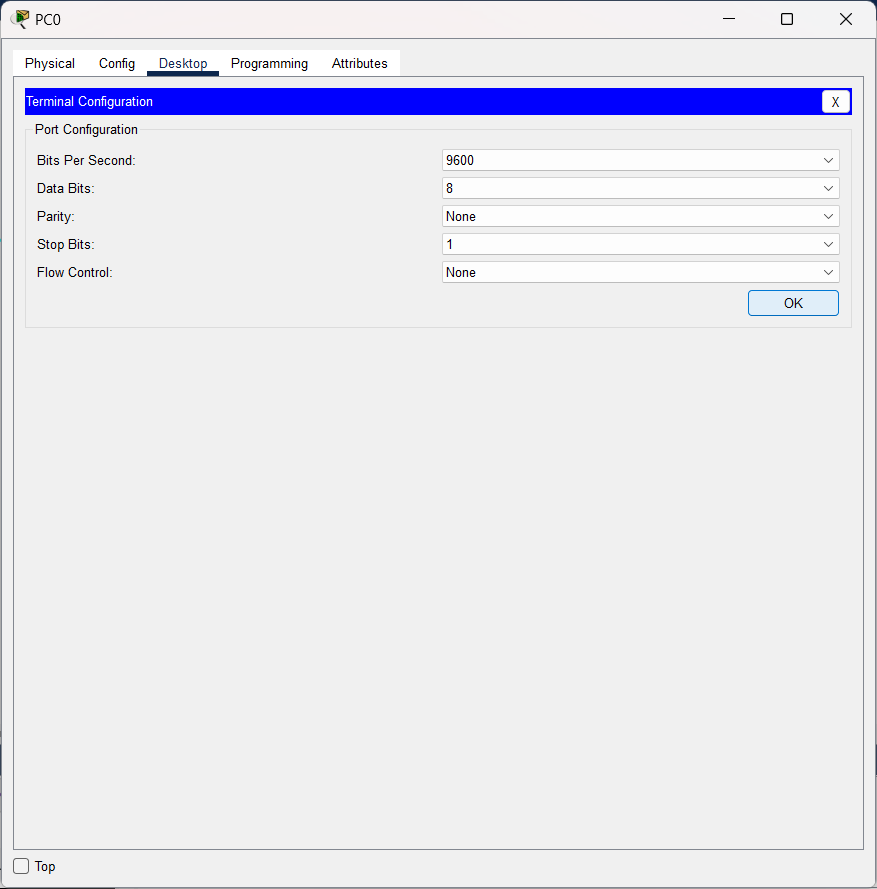 PC0
Physical Config Desktop Programming Attributes
Terminal Configuration X
Port Configuration
Bits Per Second: 9600
Data Bits: 8
Parity: None
Stop Bits: 1
Flow Control: None
OK
Top